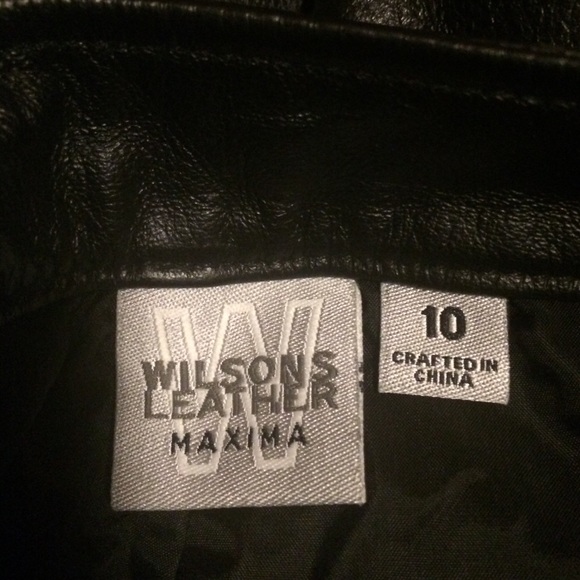 W
WILSONS
LEATHER
MAXIMA
10
CRAFTED IN
CHINA